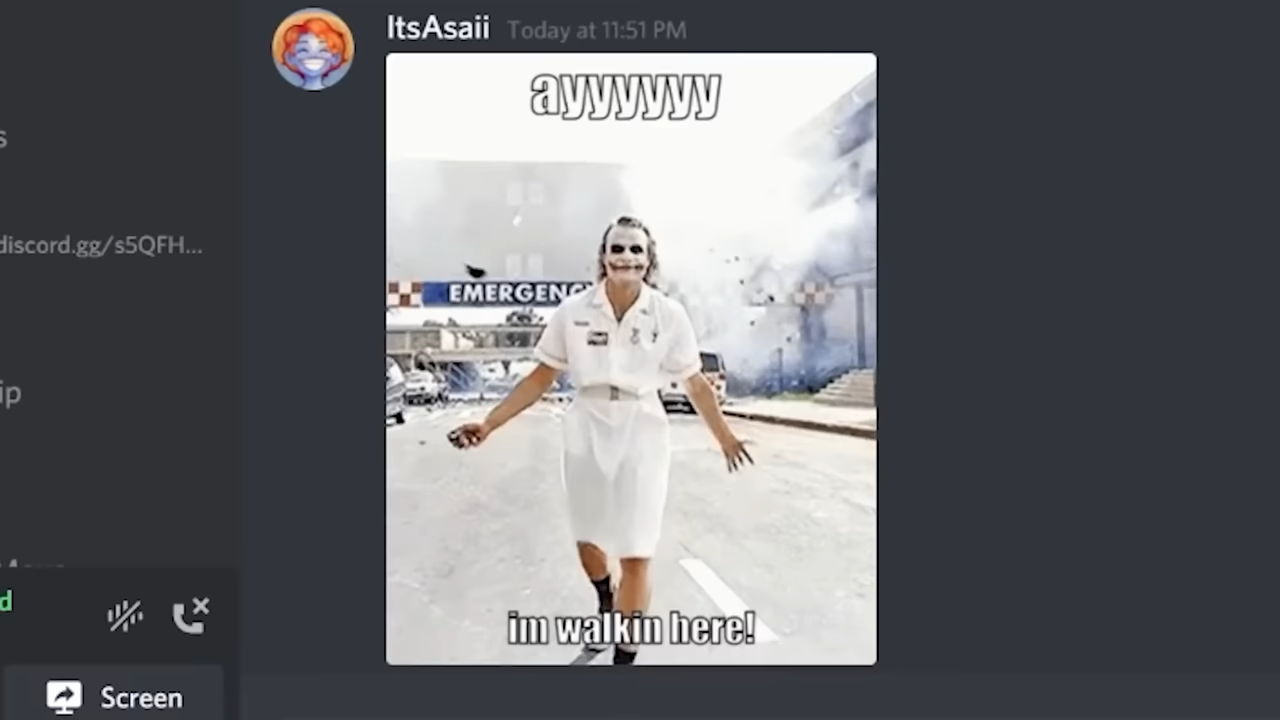 ItsAsaii Today at 11:51 PM
ayyyyyy
s
discord.gg/s5QFH...
EMERGENC
ip
d
im walkin here!
Screen